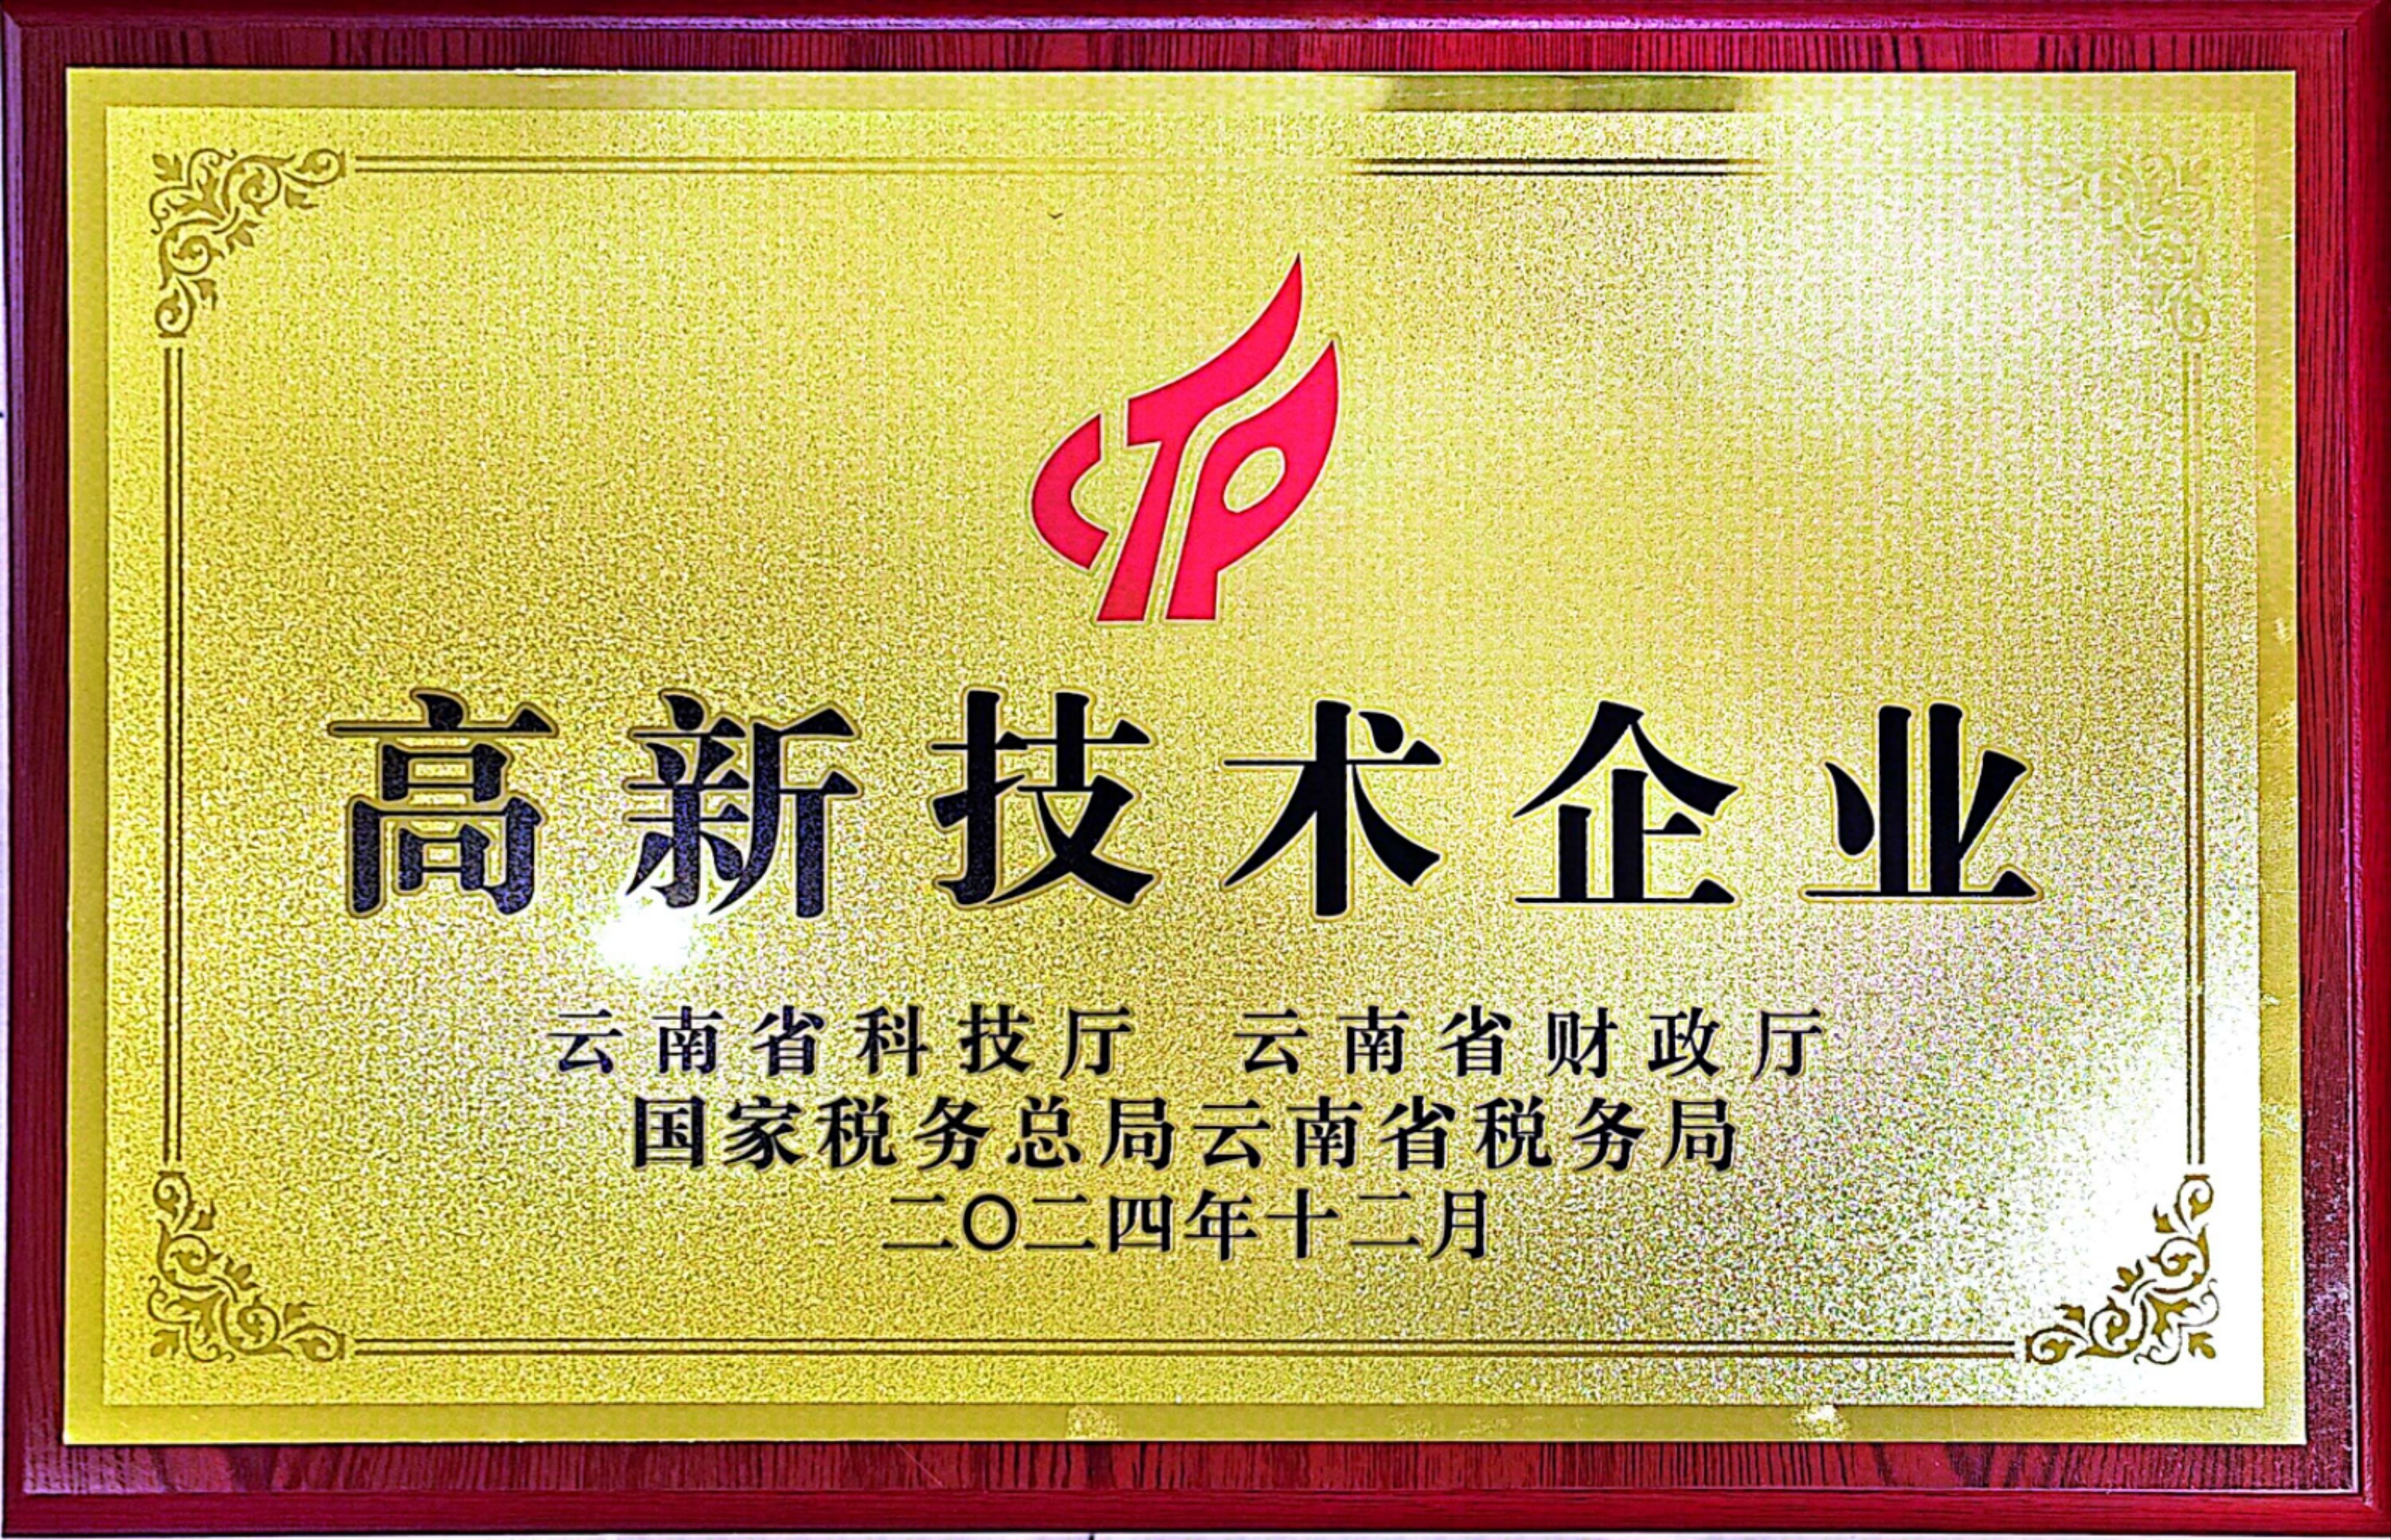 CTP
高新技术企业
云南省科技厅 云南省财政厅
国家税务总局云南省税务局
二〇二四年十二月